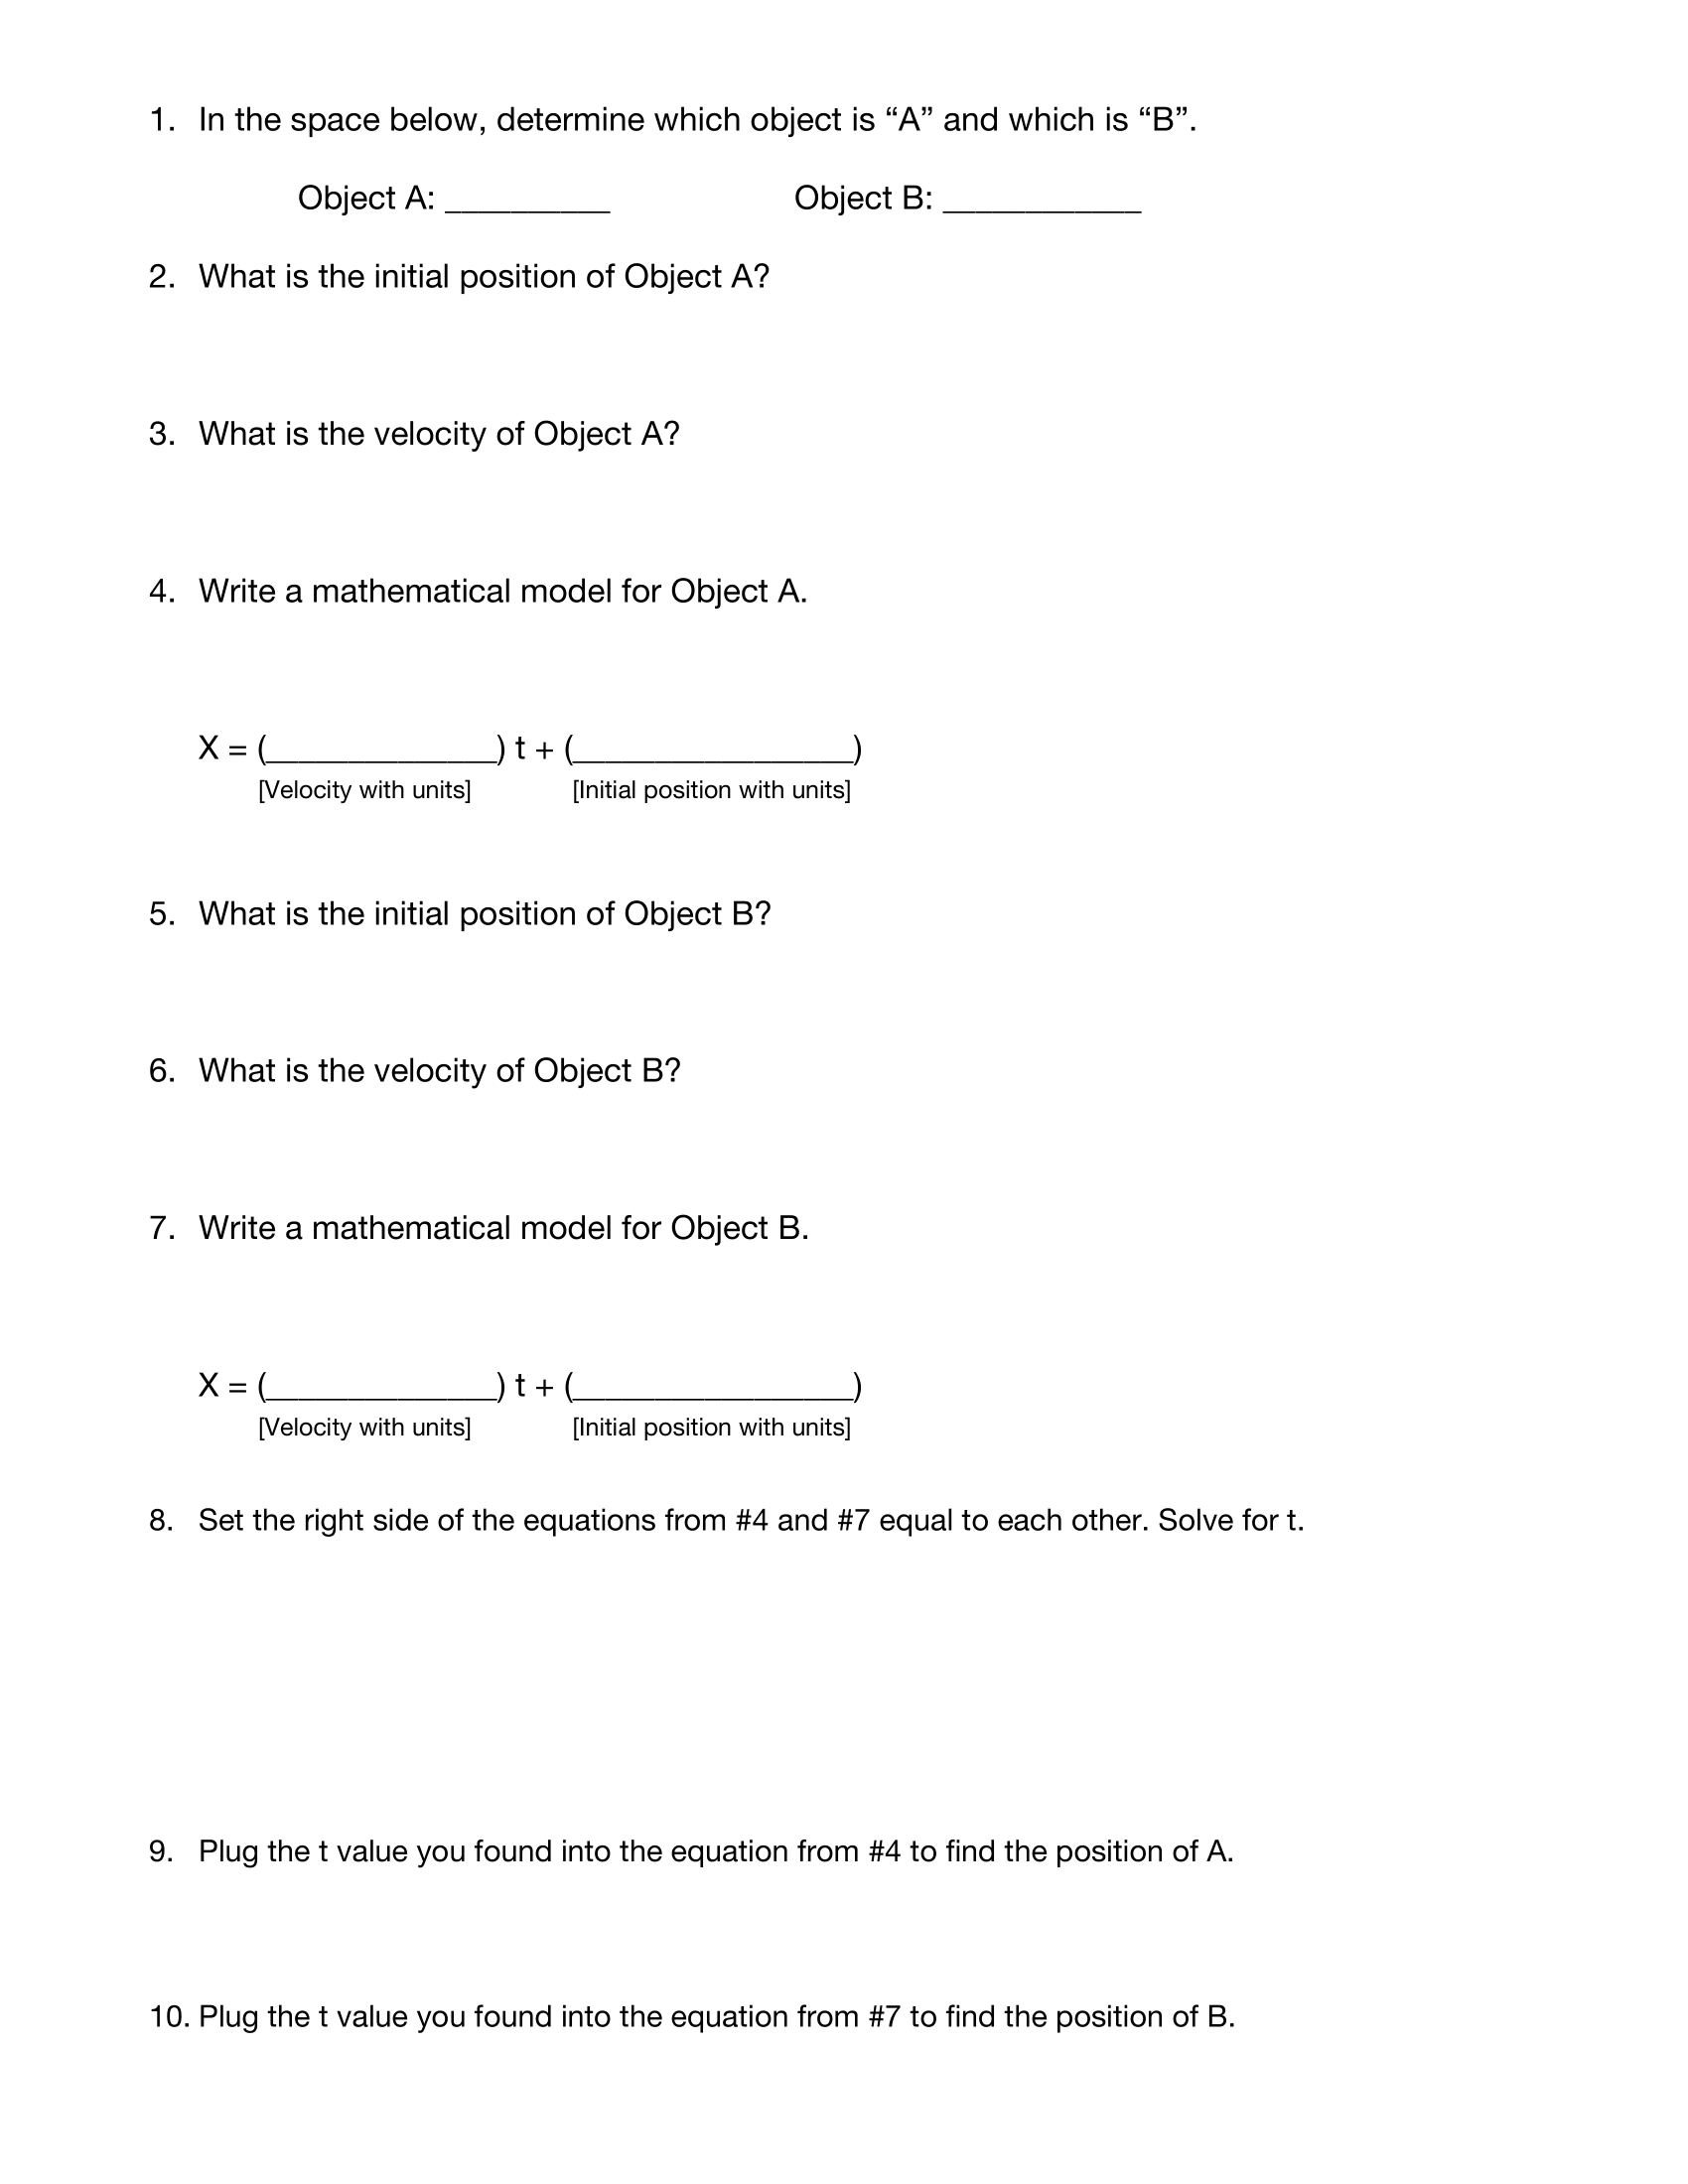 1. In the space below, determine which object is “A” and which is “B”.
Object A: __________ Object B: ____________
2. What is the initial position of Object A?
3. What is the velocity of Object A?
4. Write a mathematical model for Object A.
X = (______________) t + (_________________)
[Velocity with units] [Initial position with units]
5. What is the initial position of Object B?
6. What is the velocity of Object B?
7. Write a mathematical model for Object B.
X = (______________) t + (_________________)
[Velocity with units] [Initial position with units]
8. Set the right side of the equations from #4 and #7 equal to each other. Solve for t.
9. Plug the t value you found into the equation from #4 to find the position of A.
10. Plug the t value you found into the equation from #7 to find the position of B.